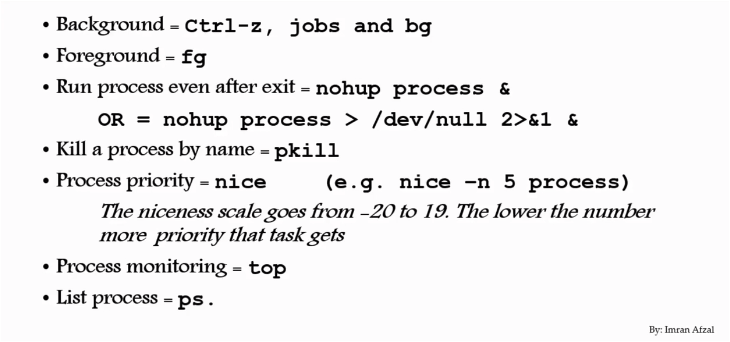 • Background = Ctrl-z, jobs and bg
• Foreground = fg
• Run process even after exit = nohup process &
OR = nohup process > /dev/null 2>&1 &
• Kill a process by name = pkill
• Process priority = nice (e.g. nice –n 5 process)
The niceness scale goes from -20 to 19. The lower the number
more priority that task gets
• Process monitoring = top
• List process = ps.
By: Imran Afzal